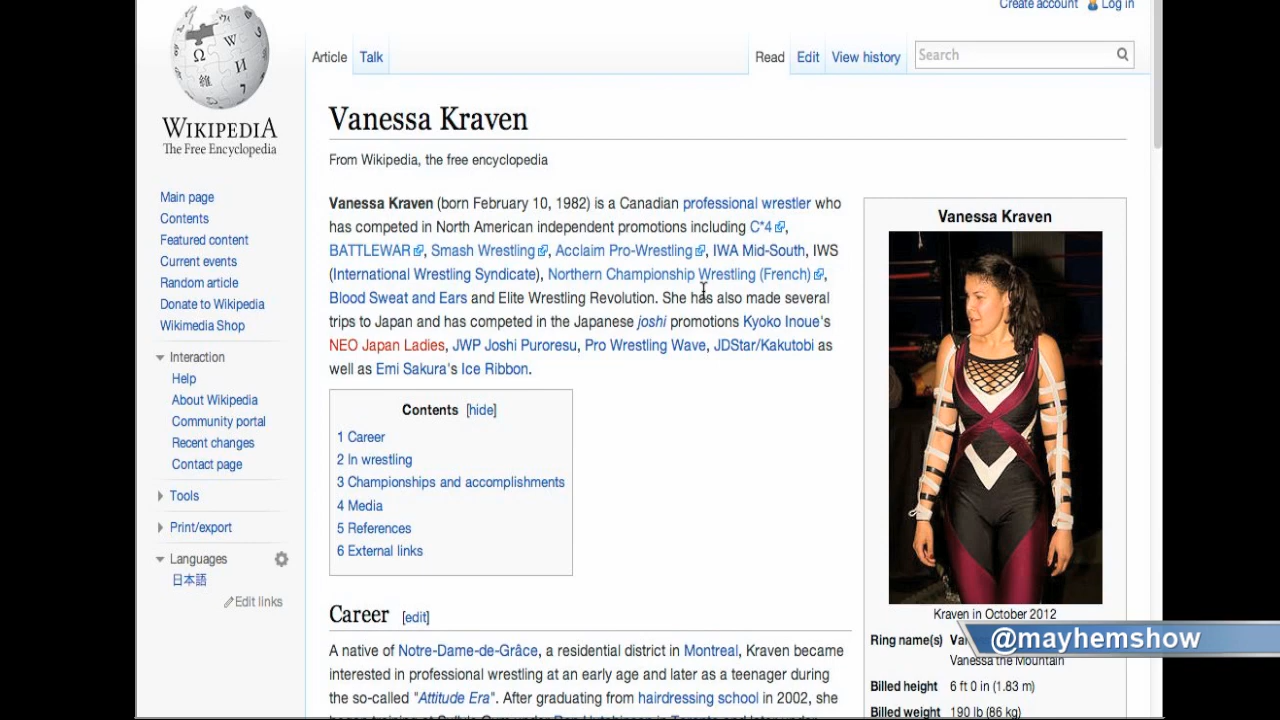 Create account Log in
Article Talk Read Edit View history Search
WIKIPEDIA
The Free Encyclopedia
Main page
Contents
Featured content
Current events
Random article
Donate to Wikipedia
Wikimedia Shop
Interaction
Help
About Wikipedia
Community portal
Recent changes
Contact page
Tools
Print/export
Languages
日本語
Edit links
Vanessa Kraven
From Wikipedia, the free encyclopedia
Vanessa Kraven (born February 10, 1982) is a Canadian professional wrestler who
has competed in North American independent promotions including C*4,
BATTLEWAR, Smash Wrestling, Acclaim Pro-Wrestling, IWA Mid-South, IWS
(International Wrestling Syndicate), Northern Championship Wrestling (French),
Blood Sweat and Ears and Elite Wrestling Revolution. She has also made several
trips to Japan and has competed in the Japanese joshi promotions Kyoko Inoue's
NEO Japan Ladies, JWP Joshi Puroresu, Pro Wrestling Wave, JDStar/Kakutobi as
well as Emi Sakura's Ice Ribbon.
Contents [hide]
1 Career
2 In wrestling
3 Championships and accomplishments
4 Media
5 References
6 External links
Career [edit]
A native of Notre-Dame-de-Grâce, a residential district in Montreal, Kraven became
interested in professional wrestling at an early age and later as a teenager during
the so-called "Attitude Era". After graduating from hairdressing school in 2002, she
Vanessa Kraven
Kraven in October 2012
Ring name(s)
Vanessa the Mountain
Billed height 6 ft 0 in (1.83 m)
Billed weight 190 lb (86 kg)
@mayhemshow